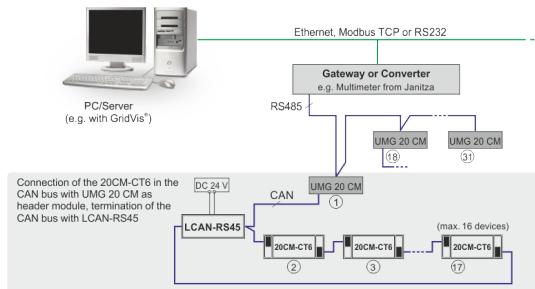 Ethernet, Modbus TCP or RS232
Gateway or Converter
e.g. Multimeter from Janitza
PC/Server
(e.g. with GridVis®)
RS485
UMG 20 CM
18
UMG 20 CM
31
Connection of the 20CM-CT6 in the
CAN bus with UMG 20 CM as
header module, termination of the
CAN bus with LCAN-RS45
DC 24 V
CAN
UMG 20 CM
1
LCAN-RS45
(max. 16 devices)
20CM-CT6
2
20CM-CT6
3
20CM-CT6
17